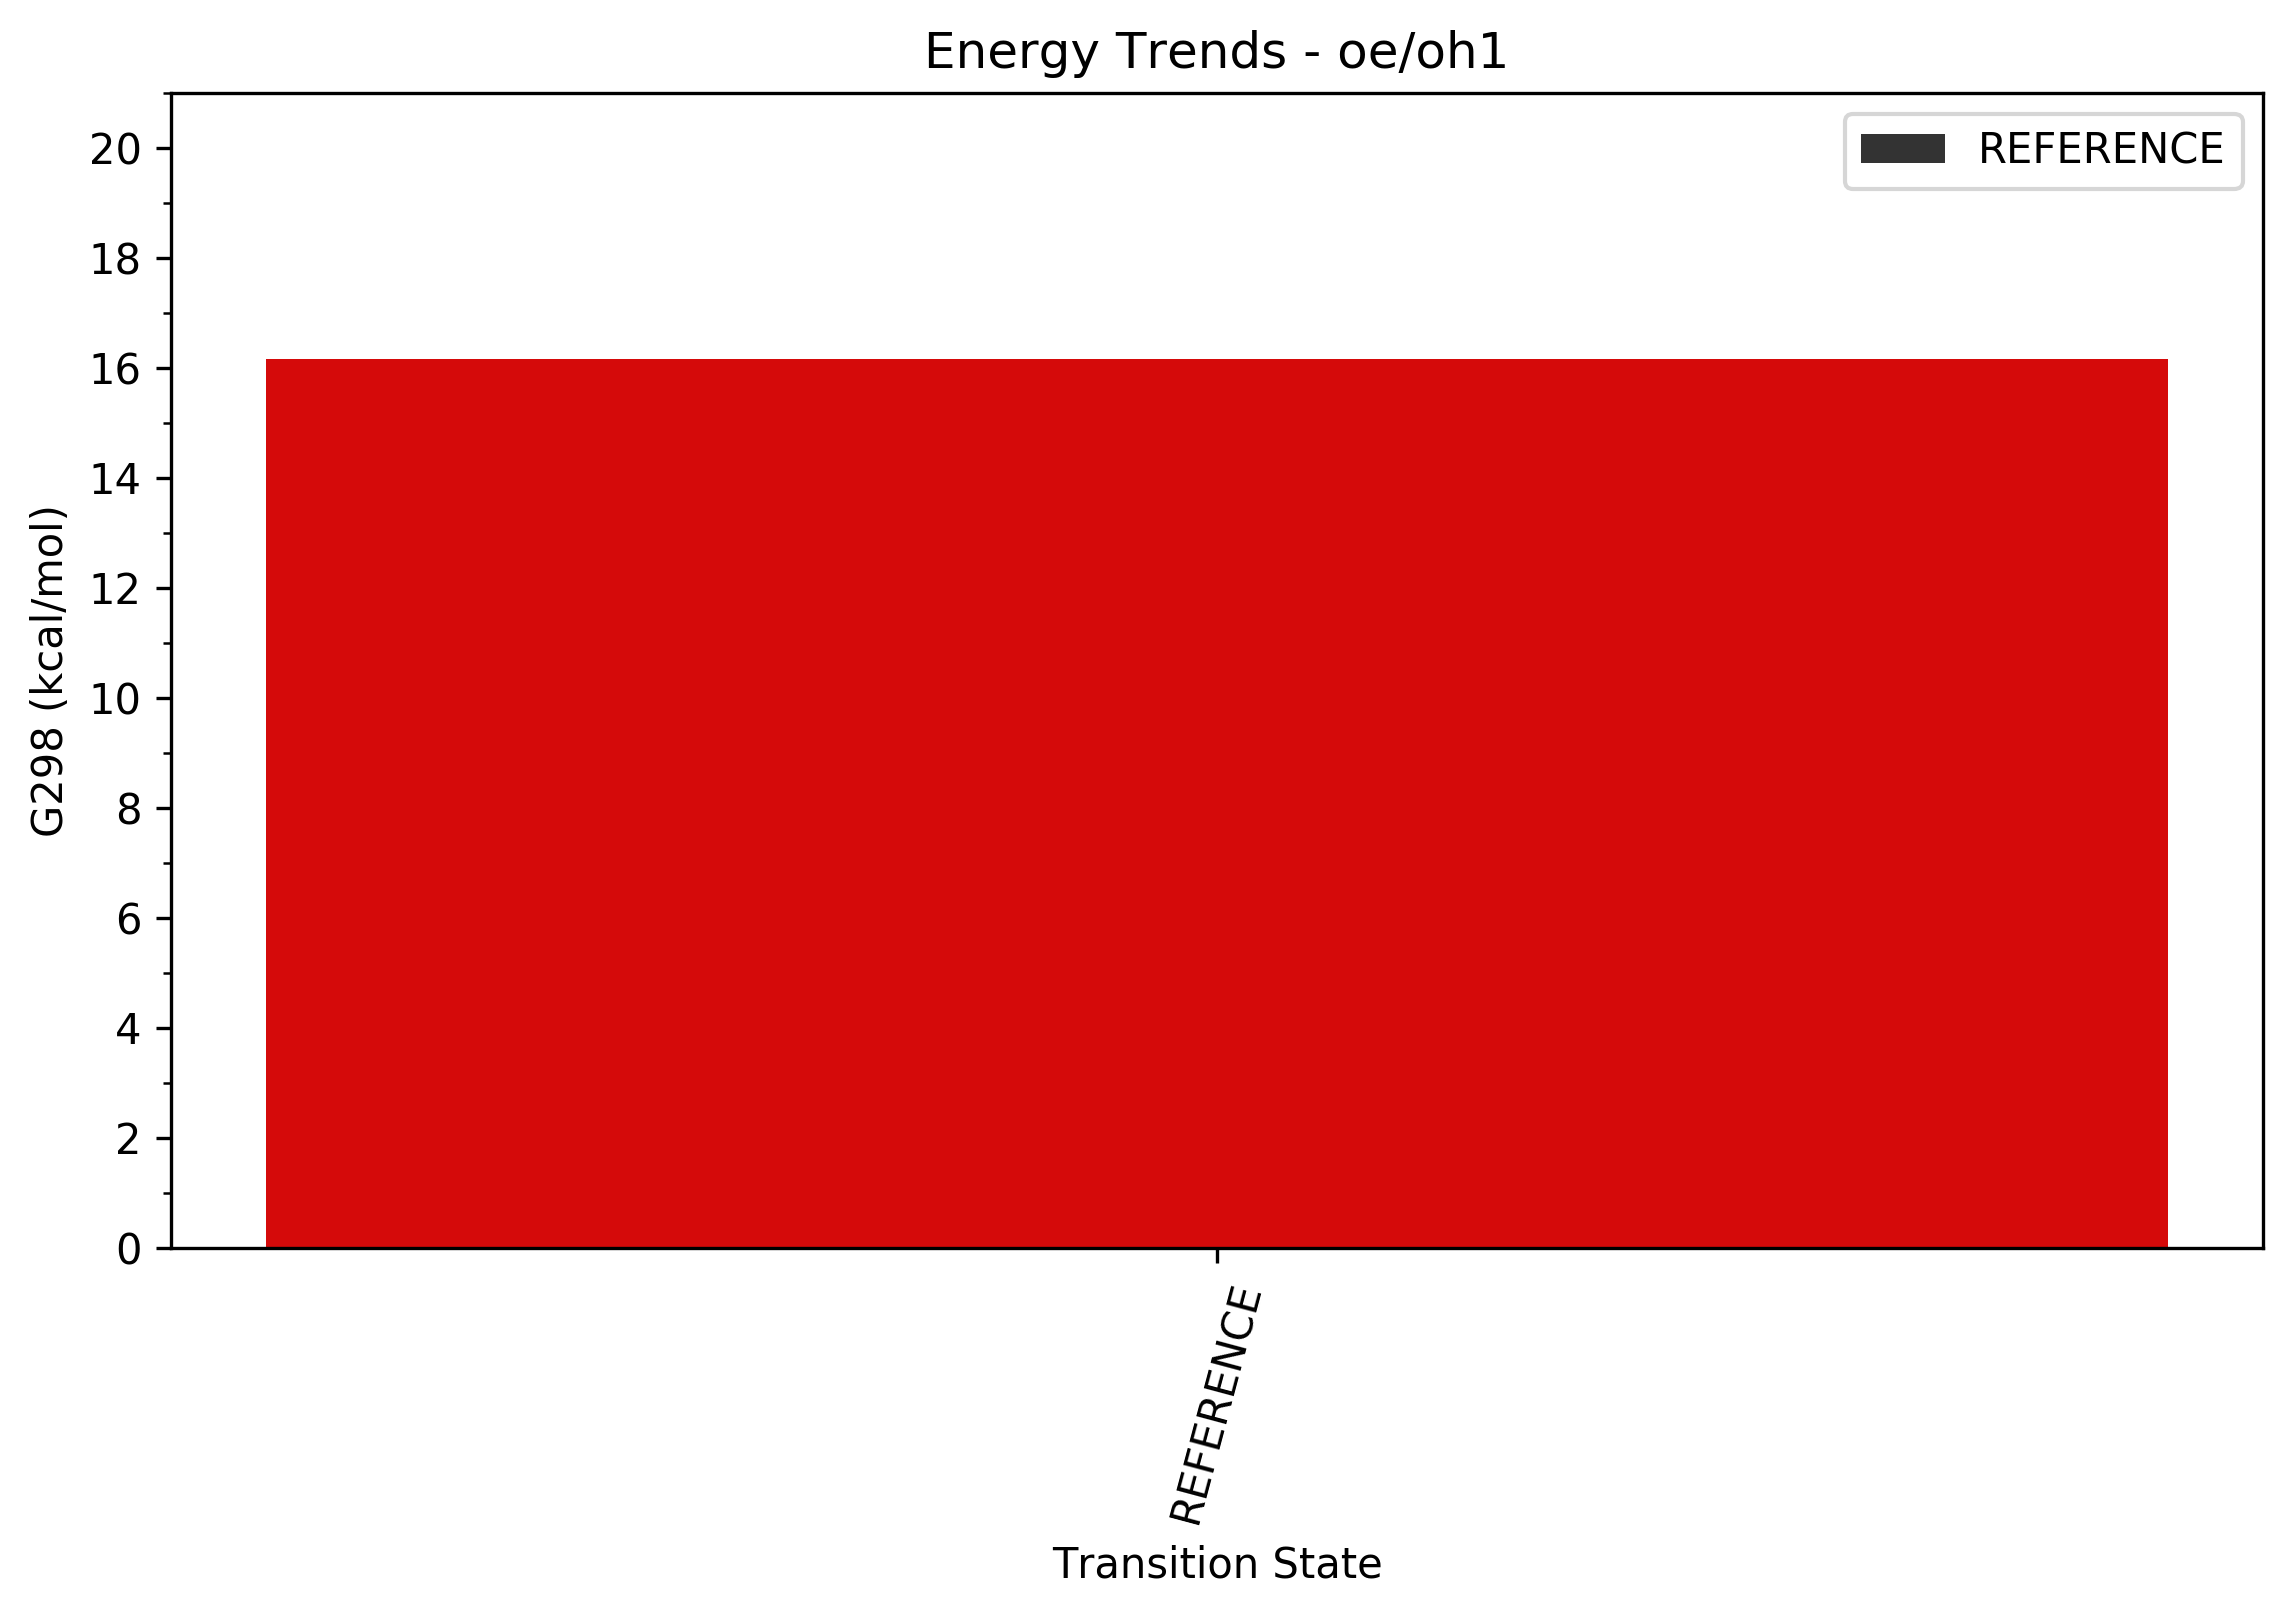 Energy Trends - oe/oh1
REFERENCE
G298 (kcal/mol)
20
18
16
14
12
10
8
6
4
2
0
REFERENCE
Transition State